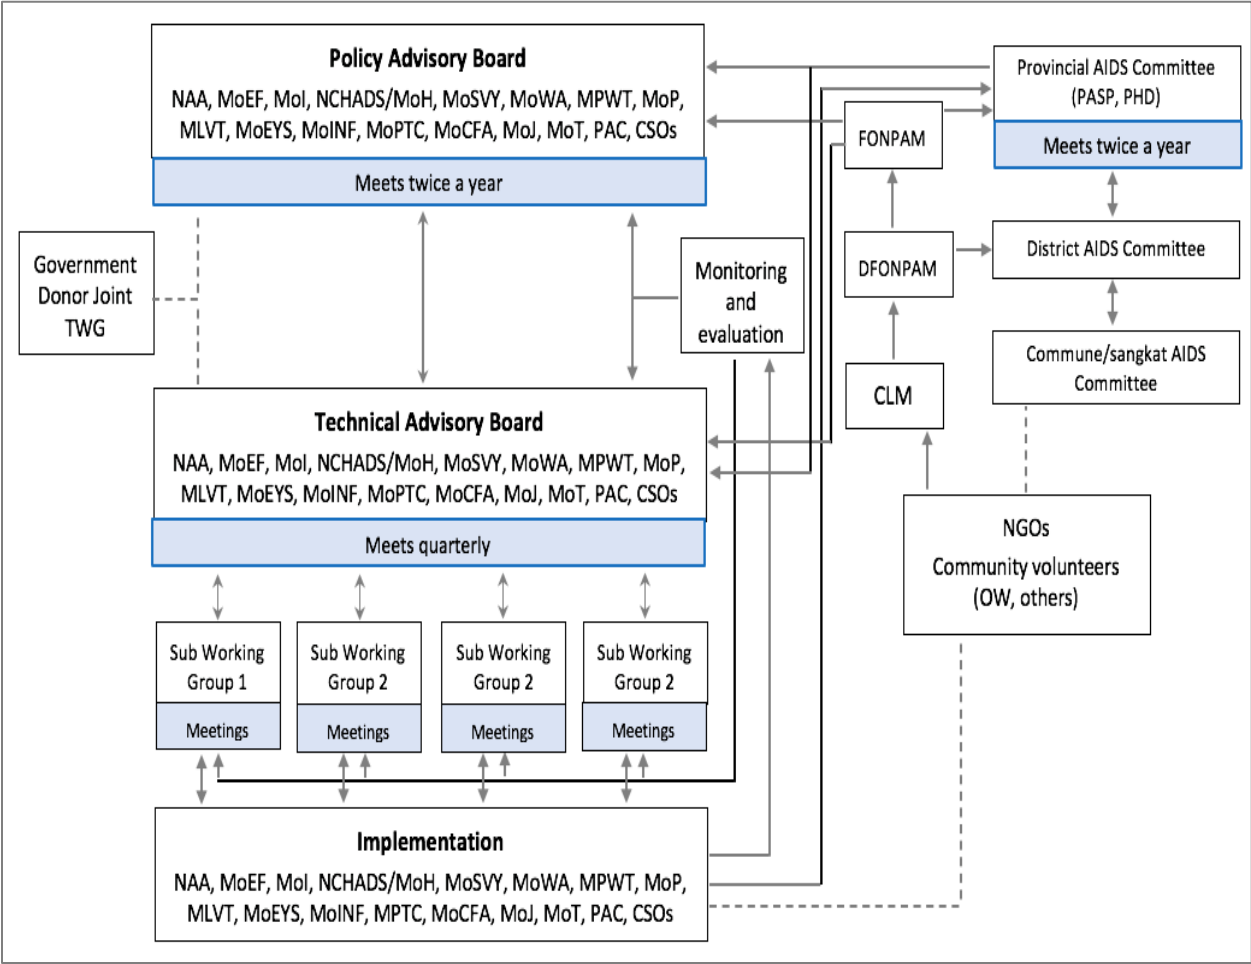 Policy Advisory Board
NAA, MoEF, MoI, NCHADS/MoH, MoSVY, MoWA, MPWT, MoP,
MLVT, MoEYS, MoINF, MoPTC, MoCFA, MoJ, MoT, PAC, CSOs
Meets twice a year
Provincial AIDS Committee
(PASP, PHD)
Meets twice a year
FONPAM
Government
Donor Joint
TWG
Monitoring
and
evaluation
DFONPAM
District AIDS Committee
CLM
Commune/sangkat AIDS
Committee
Technical Advisory Board
NAA, MoEF, MoI, NCHADS/MoH, MoSVY, MoWA, MPWT, MoP,
MLVT, MoEYS, MoINF, MoPTC, MoCFA, MoJ, MoT, PAC, CSOs
Meets quarterly
NGOs
Community volunteers
(OW, others)
Sub Working
Group 1
Meetings
Sub Working
Group 2
Meetings
Sub Working
Group 2
Meetings
Sub Working
Group 2
Meetings
Implementation
NAA, MoEF, MoI, NCHADS/MoH, MoSVY, MoWA, MPWT, MoP,
MLVT, MoEYS, MoINF, MPTC, MoCFA, MoJ, MoT, PAC, CSOs